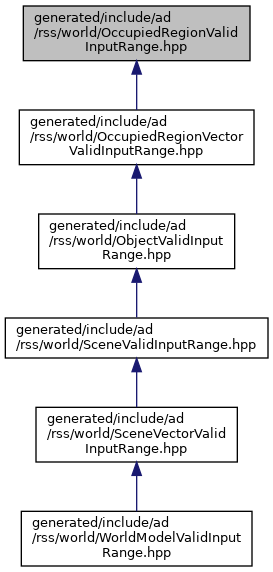 generated/include/ad
/rss/world/OccupiedRegionValid
InputRange.hpp
generated/include/ad
/rss/world/OccupiedRegionVector
ValidInputRange.hpp
generated/include/ad
/rss/world/ObjectValidInput
Range.hpp
generated/include/ad
/rss/world/SceneValidInputRange.hpp
generated/include/ad
/rss/world/SceneVectorValid
InputRange.hpp
generated/include/ad
/rss/world/WorldModelValidInput
Range.hpp